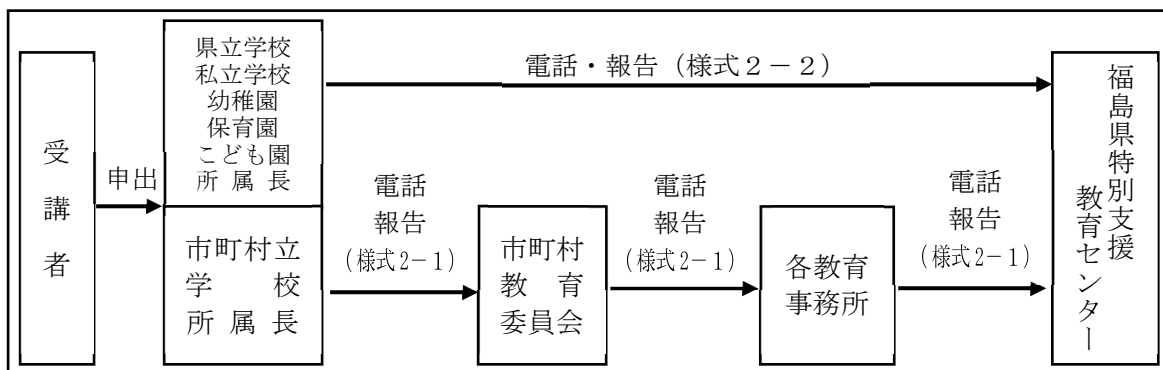 受講者
申出
県立学校
私立学校
幼稚園
保育園
こども園
所属長
市町村立
学校
所属長
電話・報告（様式２－２）
電話
報告
（様式２－１）
市町村
教育
委員会
電話
報告
（様式２－１）
各教育
事務所
電話
報告
（様式２－１）
福島県特別支援
教育センター